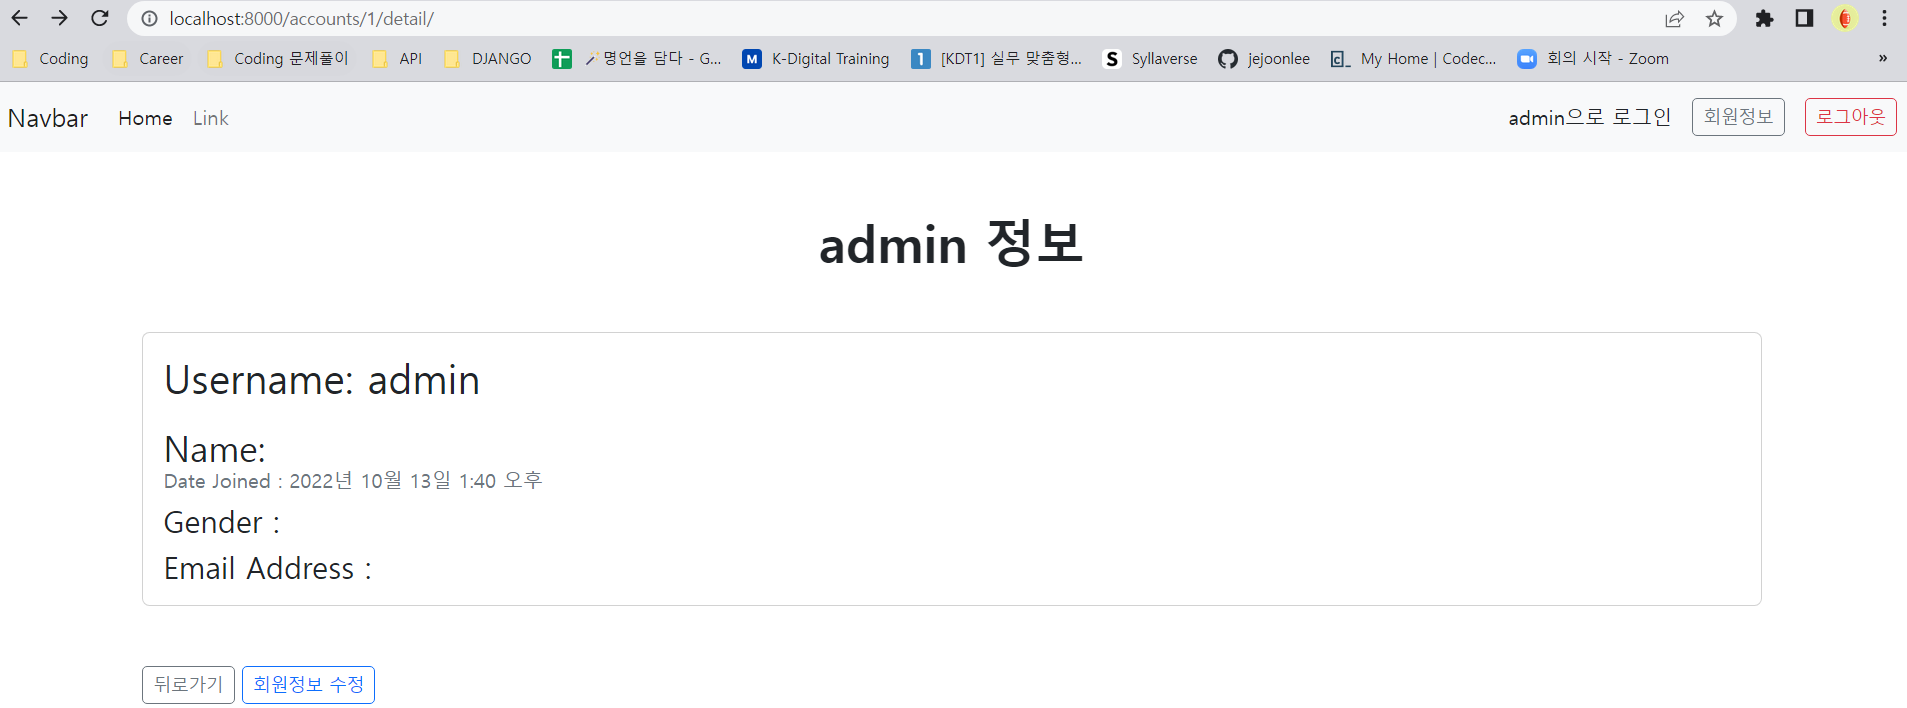 localhost:8000/accounts/1/detail/
Coding Career Coding 문제풀이 API DJANGO 명언을 담다 - G... M K-Digital Training 1 [KDT1] 실무 맞춤형... S Syllaverse jejoonlee c_ My Home | Codec... 회의 시작 - Zoom »
Navbar Home Link admin으로 로그인 회원정보 로그아웃
admin 정보
Username: admin
Name:
Date Joined : 2022년 10월 13일 1:40 오후
Gender :
Email Address :
뒤로가기 회원정보 수정